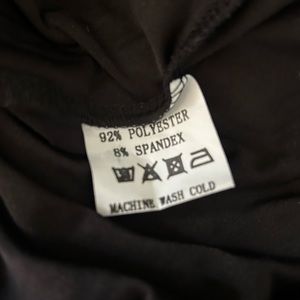 92% POLYESTER
8% SPANDEX
MACHINE WASH COLD